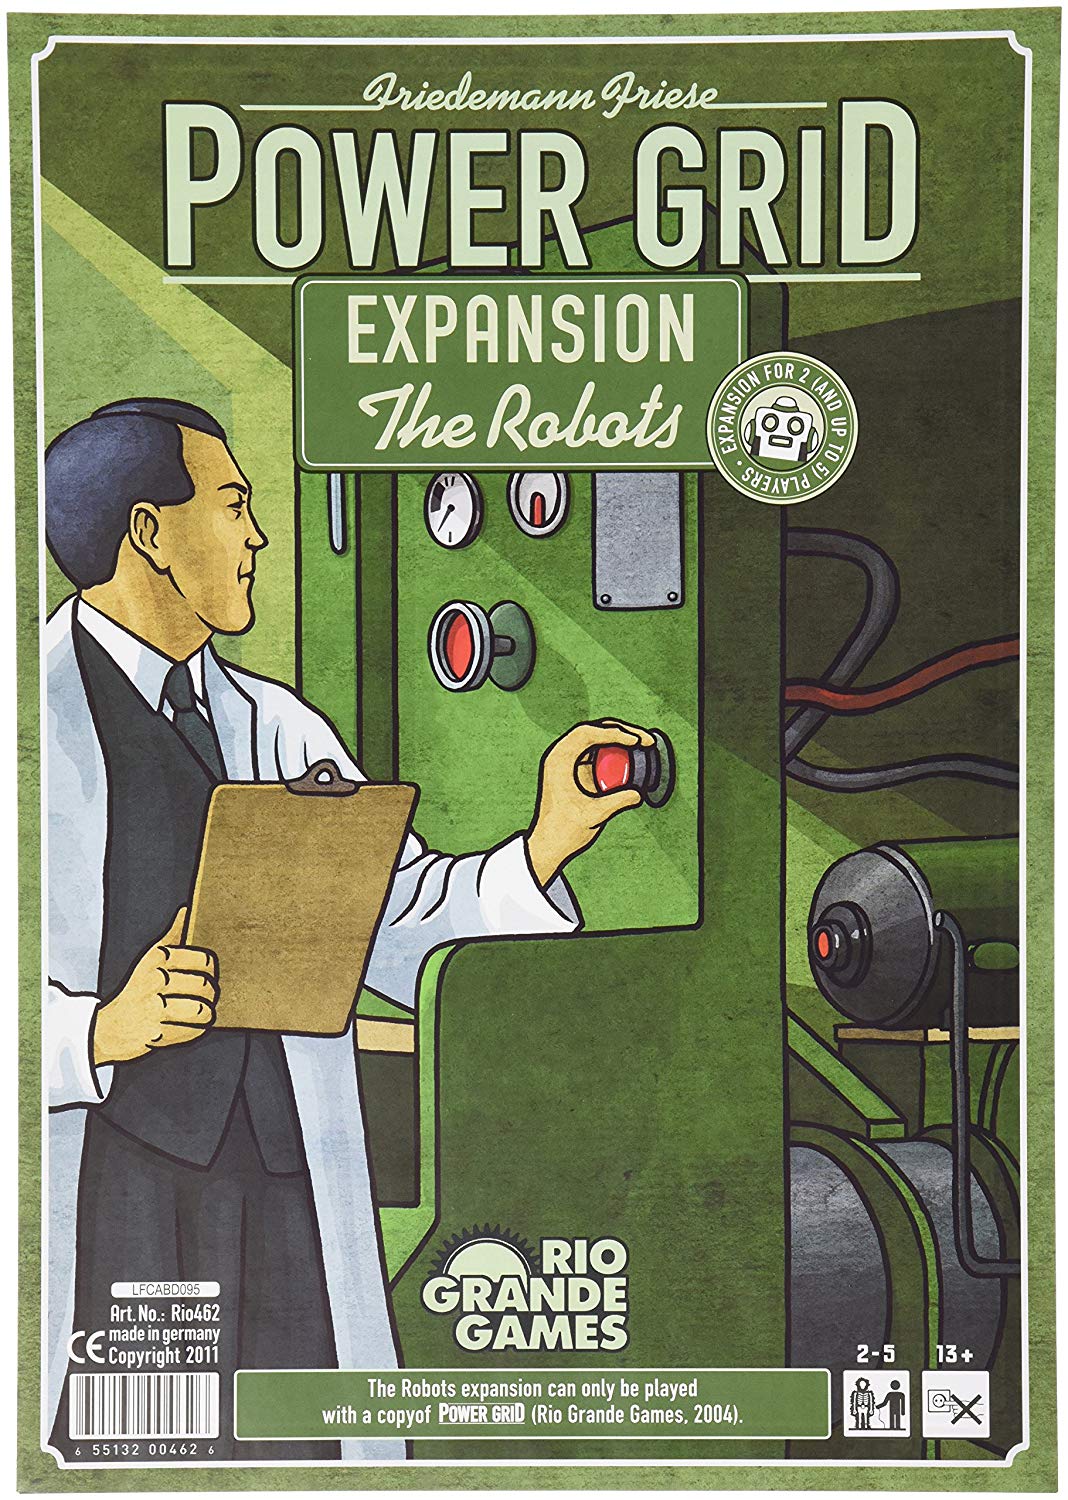 Friedemann Friese
POWER GRID
EXPANSION
The Robots
EXPANSION FOR 2 (AND UP TO 5) PLAYERS •
RIO
GRANDE
GAMES
LFCABD095
Art.No.: Rio462
made in germany
CE Copyright 2011
6 55132 00462 6
The Robots expansion can only be played
with a copyof POWER GRID (Rio Grande Games, 2004).
2-5
13+